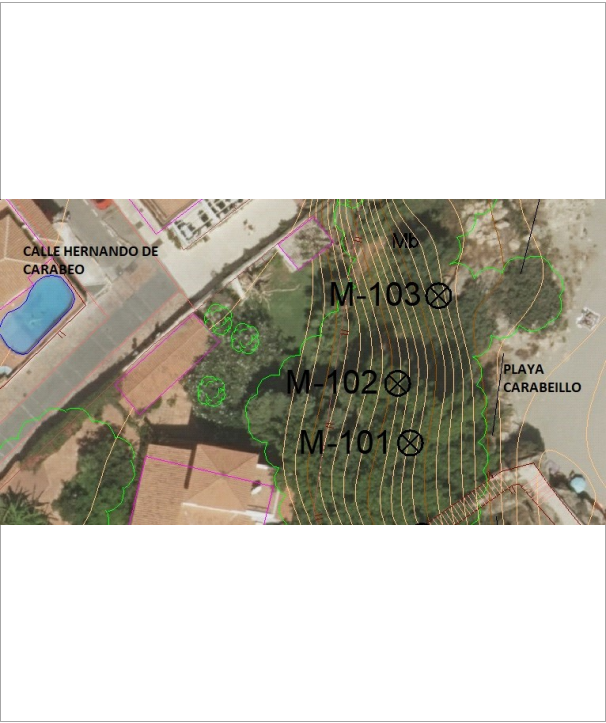 CALLE HERNANDO DE
CARABEO
Mb
M-103
M-102
PLAYA
CARABEILLO
M-101